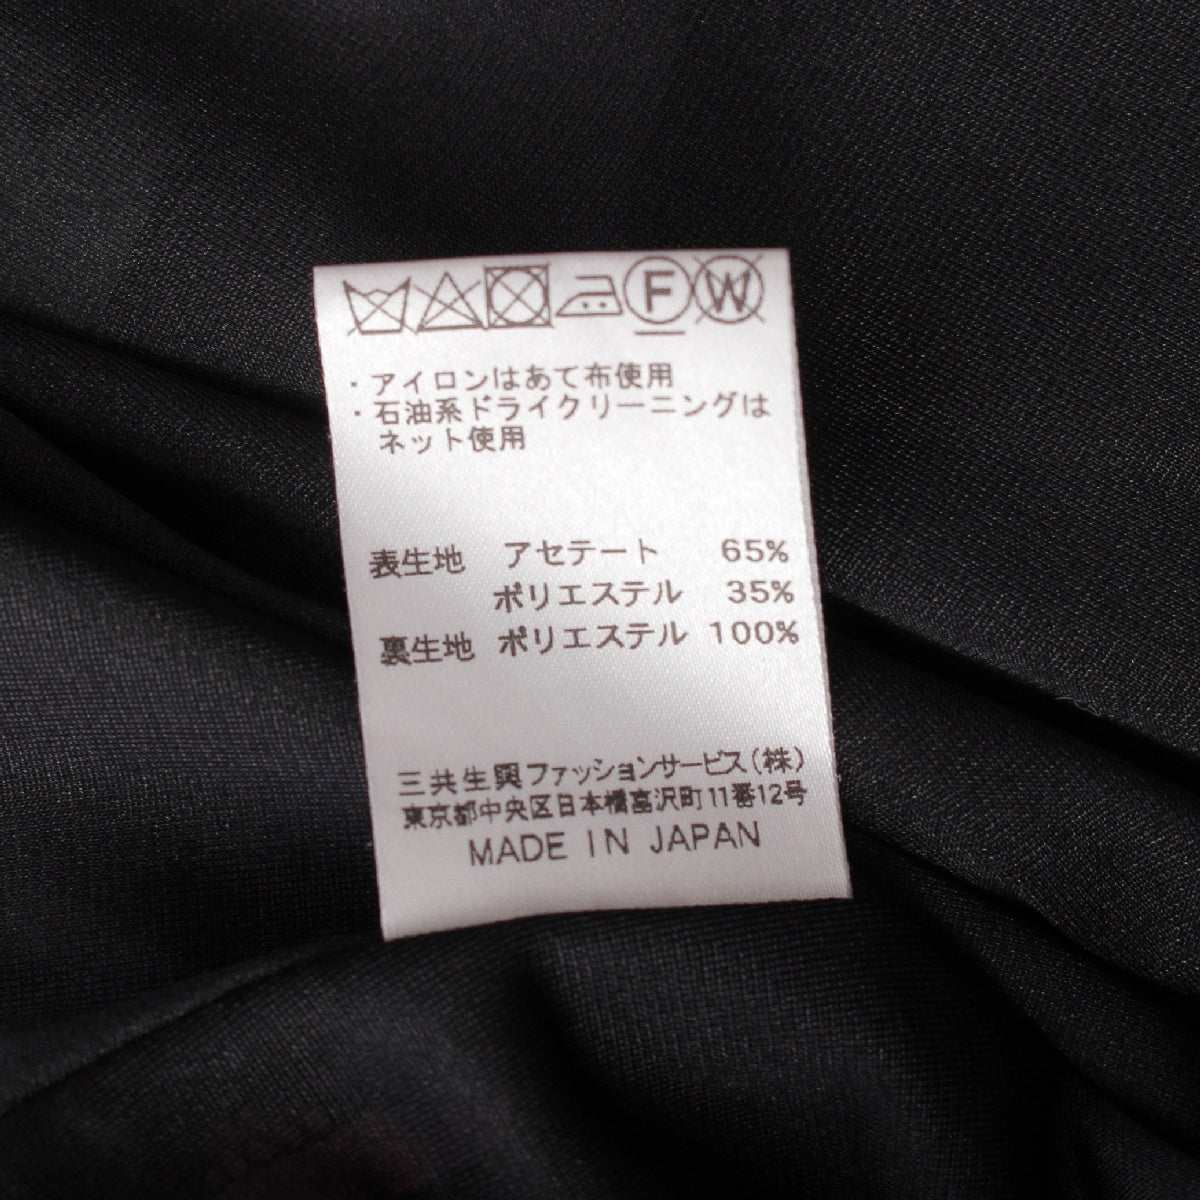 F W
・アイロンはあて布使用
・石油系ドライクリーニングは
ネット使用
表生地 アセテート 65%
ポリエステル 35%
裏生地 ポリエステル 100%
三共生興ファッションサービス(株)
東京都中央区日本橋富沢町11番12号
MADE IN JAPAN